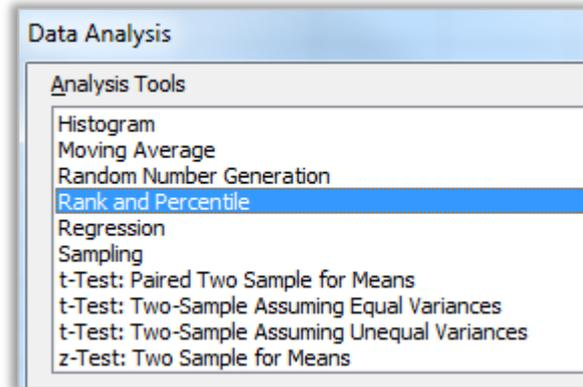 Data Analysis
Analysis Tools
Histogram
Moving Average
Random Number Generation
Rank and Percentile
Regression
Sampling
t-Test: Paired Two Sample for Means
t-Test: Two-Sample Assuming Equal Variances
t-Test: Two-Sample Assuming Unequal Variances
z-Test: Two Sample for Means